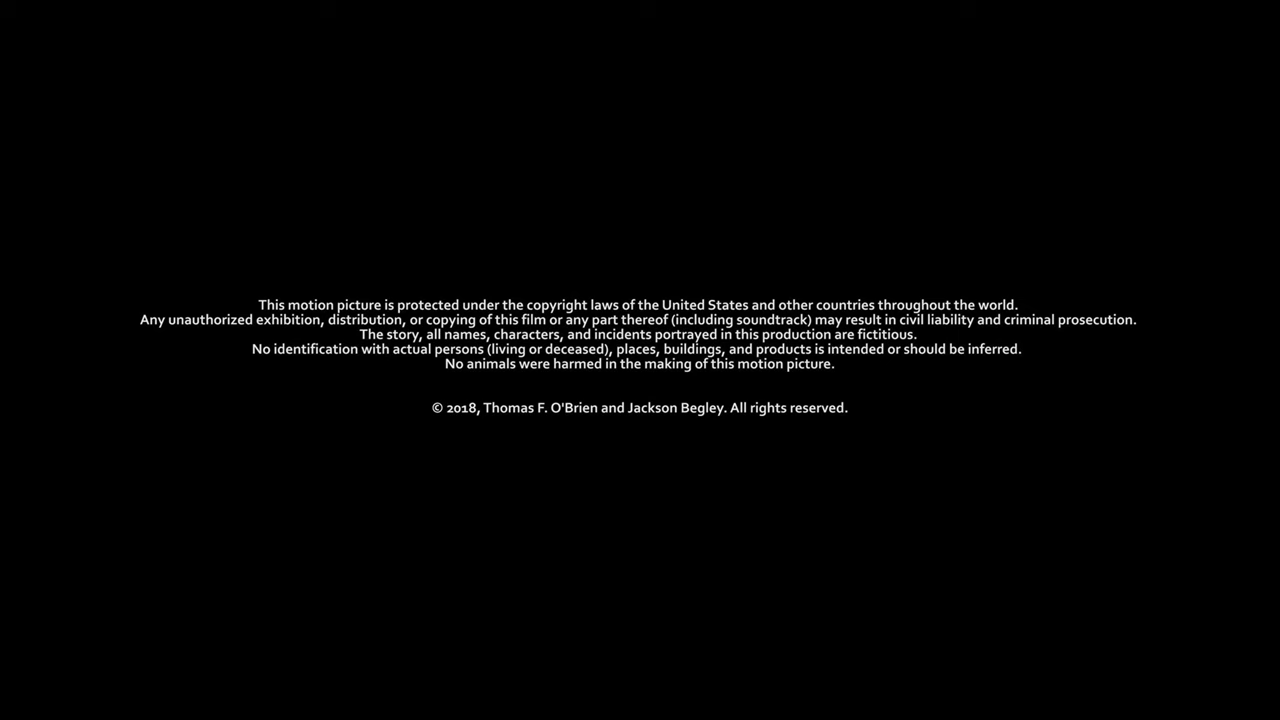 This motion picture is protected under the copyright laws of the United States and other countries throughout the world.
Any unauthorized exhibition, distribution, or copying of this film or any part thereof (including soundtrack) may result in civil liability and criminal prosecution.
The story, all names, characters, and incidents portrayed in this production are fictitious.
No identification with actual persons (living or deceased), places, buildings, and products is intended or should be inferred.
No animals were harmed in the making of this motion picture.
© 2018, Thomas F. O'Brien and Jackson Begley. All rights reserved.